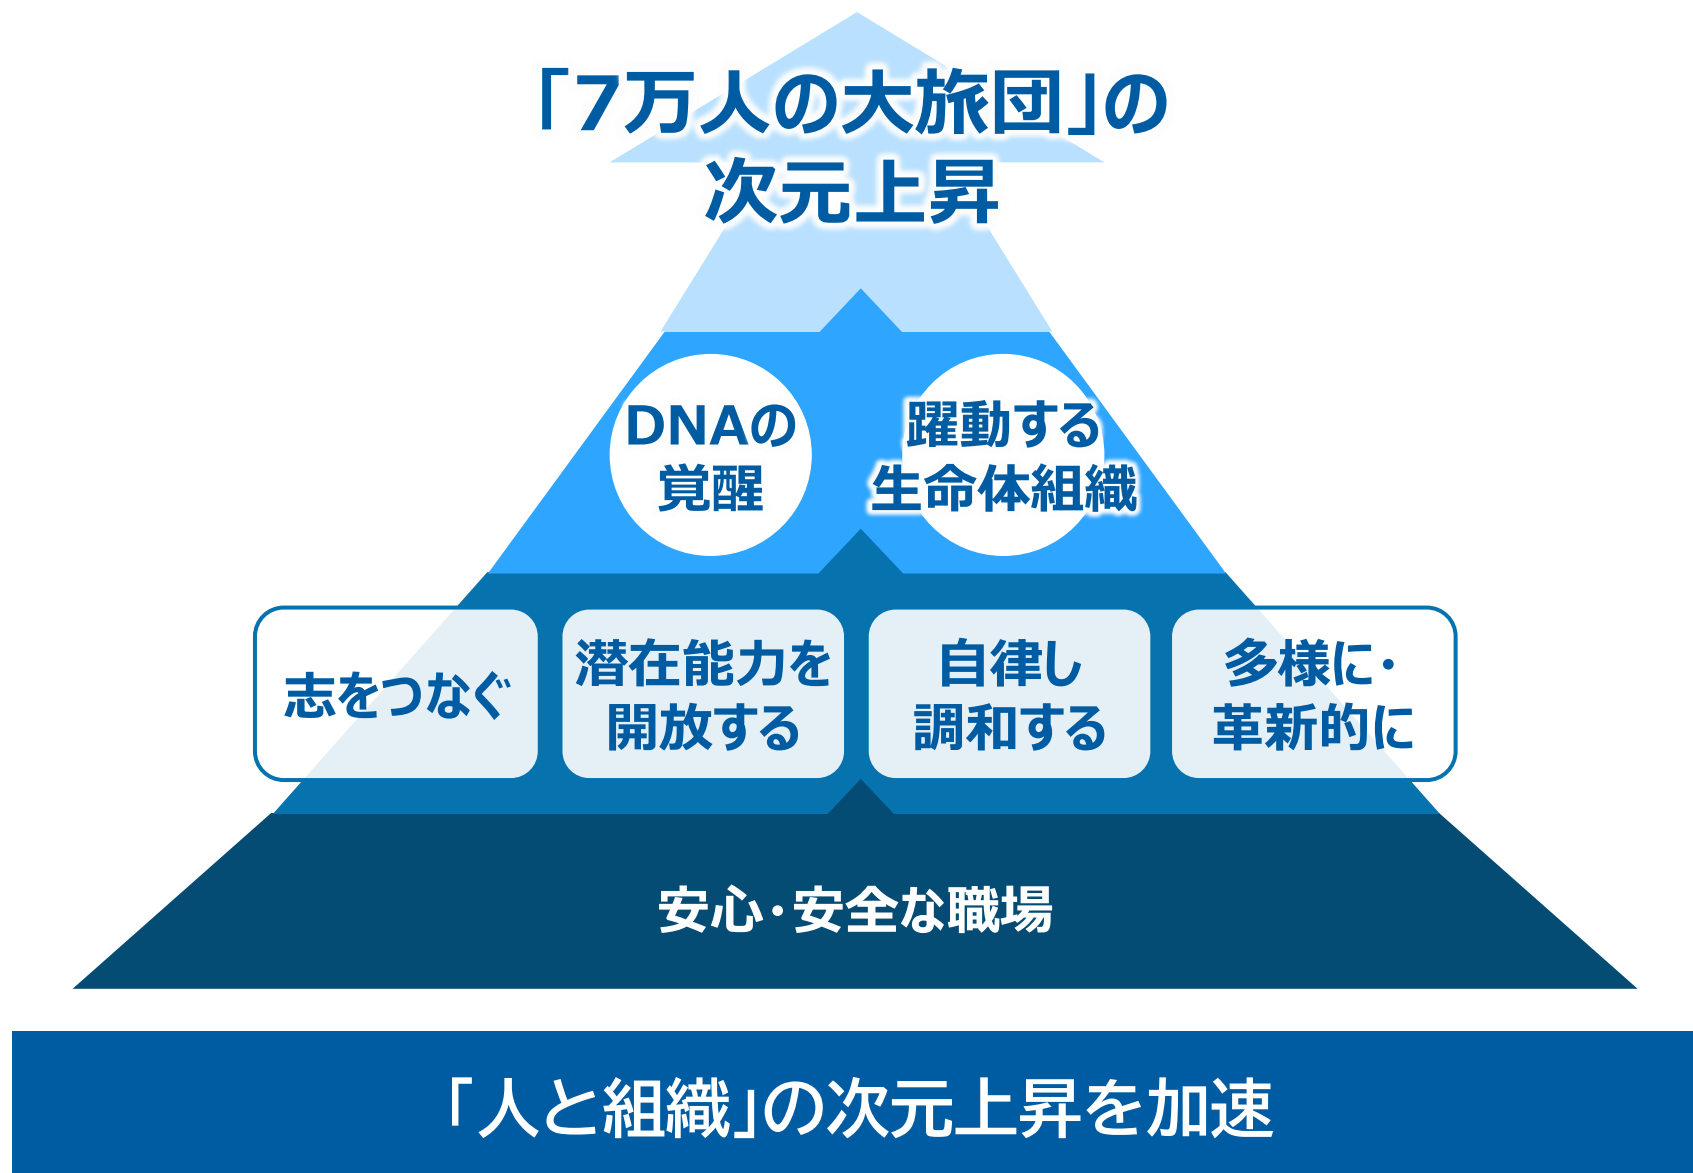 「7万人の大旅団」の
次元上昇
DNAの
覚醒
躍動する
生命体組織
志をつなぐ
潜在能力を
開放する
自律し
調和する
多様に・
革新的に
安心・安全な職場
「人と組織」の次元上昇を加速